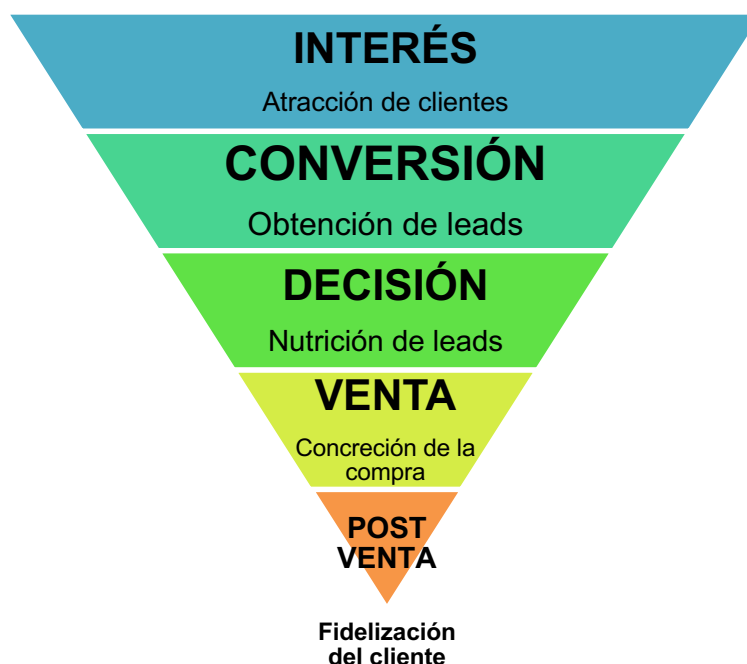 INTERÉS
Atracción de clientes
CONVERSIÓN
Obtención de leads
DECISIÓN
Nutrición de leads
VENTA
Concreción de la
compra
POST
VENTA
Fidelización
del cliente